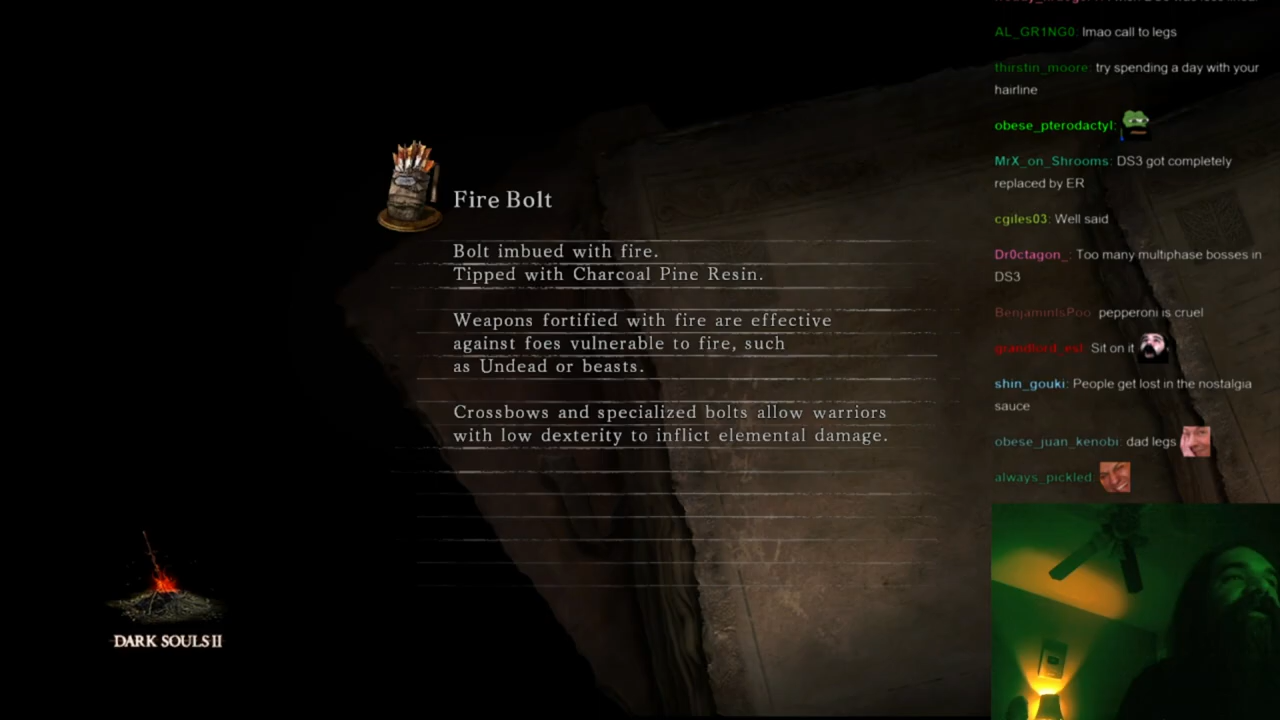 AL_GR1NG0: lmao call to legs
thirstin_moore: try spending a day with your
hairline
obese_pterodactyl:
MrX_on_Shrooms: DS3 got completely
replaced by ER
cgiles03: Well said
Dr0ctagon_: Too many multiphase bosses in
DS3
BenjaminIsPoo: pepperoni is cruel
Sit on it
shin_gouki: People get lost in the nostalgia
sauce
obese_juan_kenobi: dad legs
always_pickled:
Fire Bolt
Bolt imbued with fire.
Tipped with Charcoal Pine Resin.
Weapons fortified with fire are effective
against foes vulnerable to fire, such
as Undead or beasts.
Crossbows and specialized bolts allow warriors
with low dexterity to inflict elemental damage.
DARK SOULS II